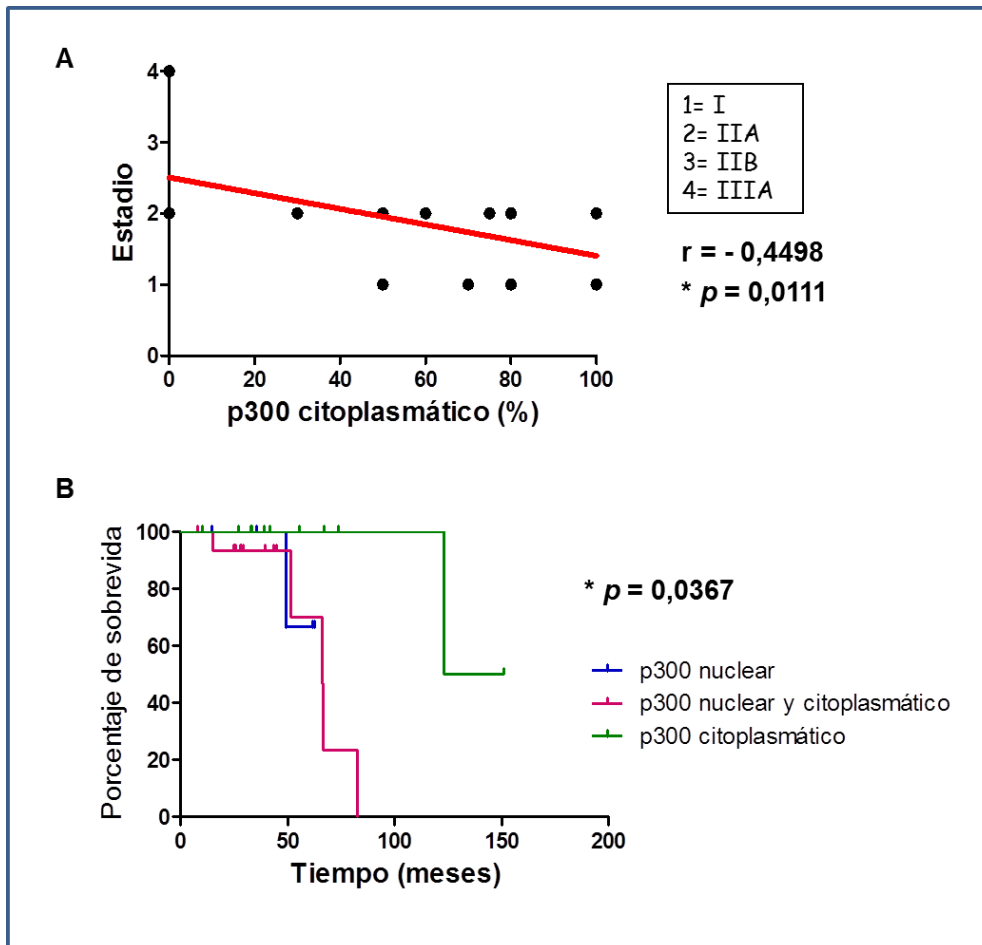 A
4
3
2
1
0
Estadio
0 20 40 60 80 100
p300 citoplasmático (%)
1= I
2= IIA
3= IIB
4= IIIA
r = - 0,4498
* p = 0,0111
B
100
80
60
40
20
0
Porcentaje de sobrevida
0 50 100 150 200
Tiempo (meses)
* p = 0,0367
p300 nuclear
p300 nuclear y citoplasmático
p300 citoplasmático